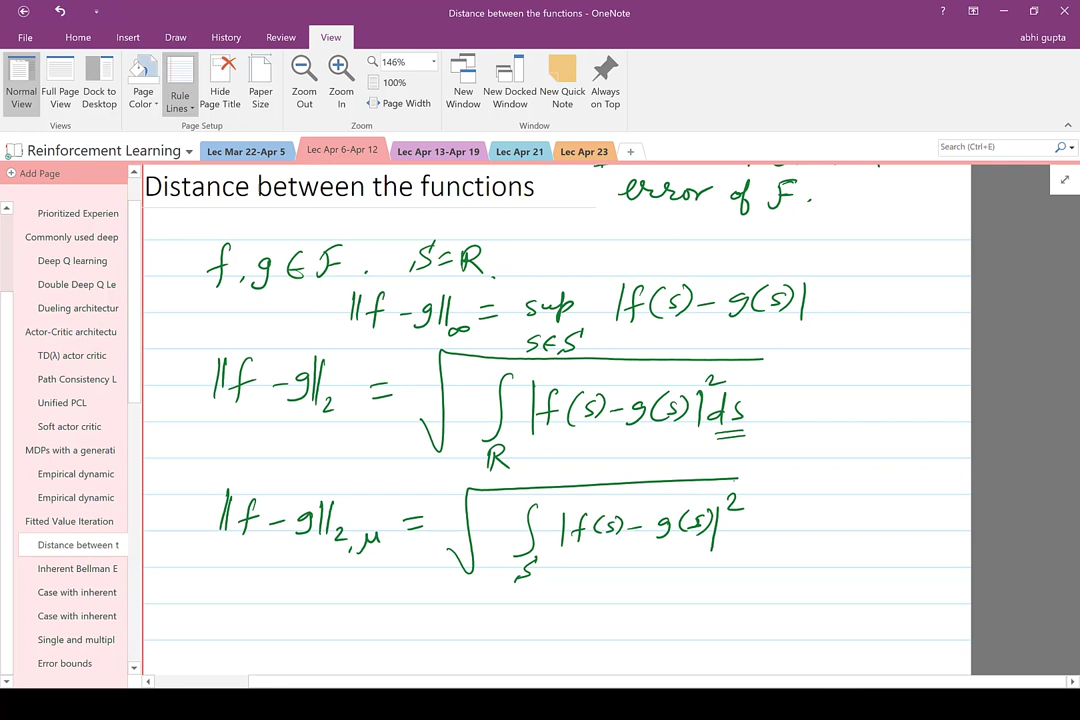 Distance between the functions - OneNote
?
File Home Insert Draw History Review View
abhi gupta
Normal View
Full Page View
Dock to Desktop
Page Color
Rule Lines
Hide Page Title
Paper Size
Zoom Out
Zoom In
146%
100%
Page Width
New Window
New Docked Window
New Quick Note
Always on Top
Views Page Setup Zoom Window
Reinforcement Learning
Lec Mar 22-Apr 5
Lec Apr 6-Apr 12
Lec Apr 13-Apr 19
Lec Apr 21
Lec Apr 23
+
Search (Ctrl+E)
Add Page
Prioritized Experien
Commonly used deep
Deep Q learning
Double Deep Q Le
Dueling architectur
Actor-Critic architectu
TD(λ) actor critic
Path Consistency L
Unified PCL
Soft actor critic
MDPs with a generati
Empirical dynamic
Empirical dynamic
Fitted Value Iteration
Distance between t
Inherent Bellman E
Case with inherent
Case with inherent
Single and multipl
Error bounds
Distance between the functions
error of F.
f, g ∈ F. S = ℝ.
‖f - g‖_∞ = sup_{s∈S} |f(s) - g(s)|
‖f - g‖_2 = √(∫_ℝ |f(s) - g(s)|² ds)
‖f - g‖_{2,μ} = √(∫_S |f(s) - g(s)|²